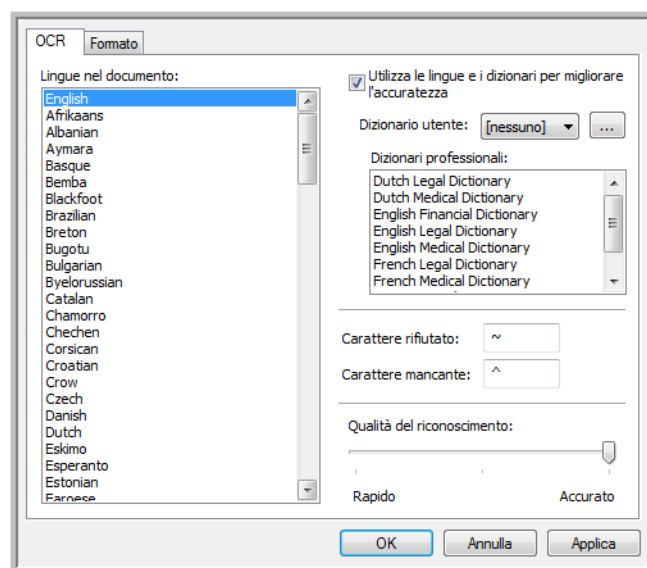 OCR
Formato
Lingue nel documento:
English
Afrikaans
Albanian
Aymara
Basque
Bemba
Blackfoot
Brazilian
Breton
Bugotu
Bulgarian
Byelorussian
Catalan
Chamorro
Chechen
Corsican
Croatian
Crow
Czech
Danish
Dutch
Eskimo
Esperanto
Estonian
Faroese
Utilizza le lingue e i dizionari per migliorare
l'accuratezza
Dizionario utente: [nessuno] ...
Dizionari professionali:
Dutch Legal Dictionary
Dutch Medical Dictionary
English Financial Dictionary
English Legal Dictionary
English Medical Dictionary
French Legal Dictionary
French Medical Dictionary
Carattere rifiutato: ~
Carattere mancante: ^
Qualità del riconoscimento:
Rapido Accurato
OK Annulla Applica